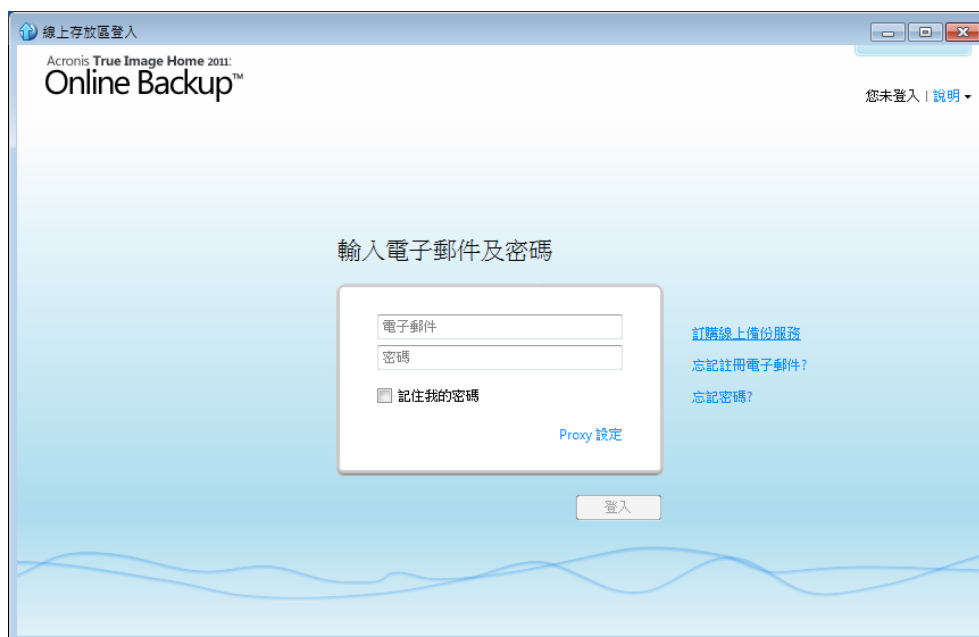 線上存放區登入
Acronis True Image Home 2011:
Online Backup™
您未登入 | 說明
輸入電子郵件及密碼
電子郵件
密碼
記住我的密碼
Proxy 設定
登入
訂購線上備份服務
忘記註冊電子郵件?
忘記密碼?